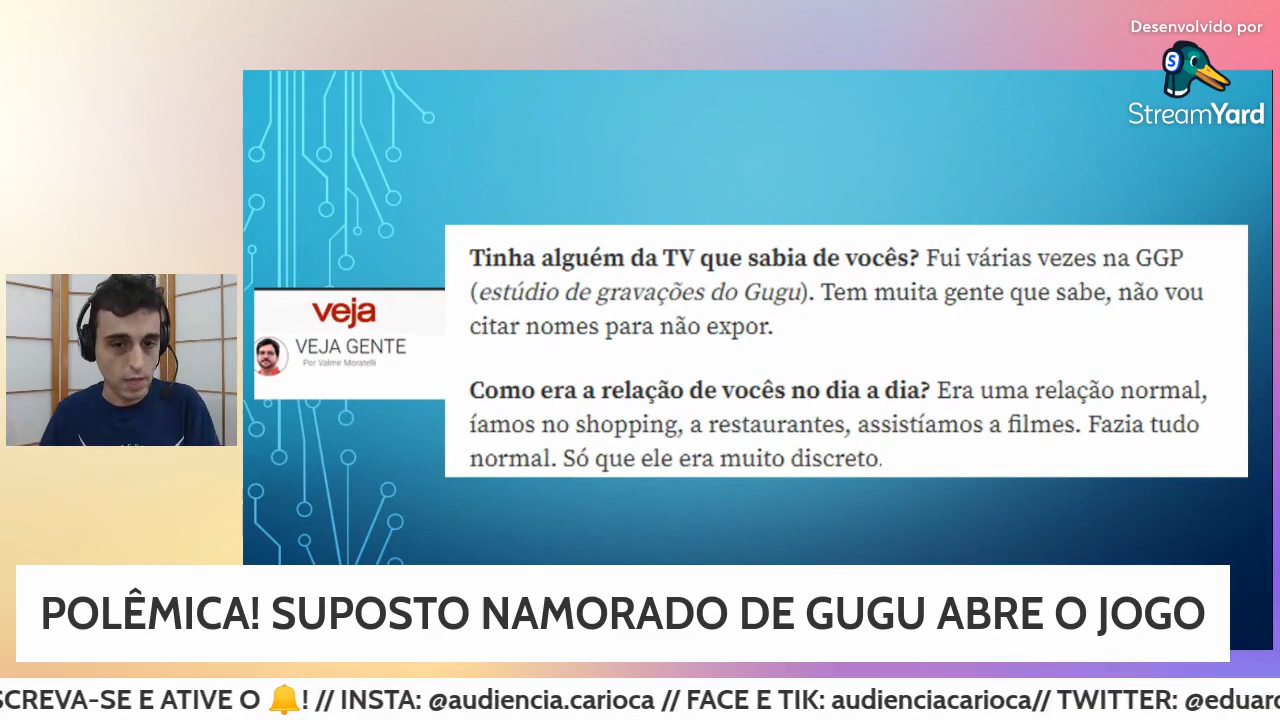 Desenvolvido por
StreamYard
Tinha alguém da TV que sabia de vocês? Fui várias vezes na GGP
(estúdio de gravações do Gugu). Tem muita gente que sabe, não vou
citar nomes para não expor.
veja
VEJA GENTE
Por Valmir Moratelli
Como era a relação de vocês no dia a dia? Era uma relação normal,
íamos no shopping, a restaurantes, assistíamos a filmes. Fazia tudo
normal. Só que ele era muito discreto.
POLÊMICA! SUPOSTO NAMORADO DE GUGU ABRE O JOGO
SCREVA-SE E ATIVE O 🔔! // INSTA: @audiencia.carioca // FACE E TIK: audienciacarioca// TWITTER: @eduard